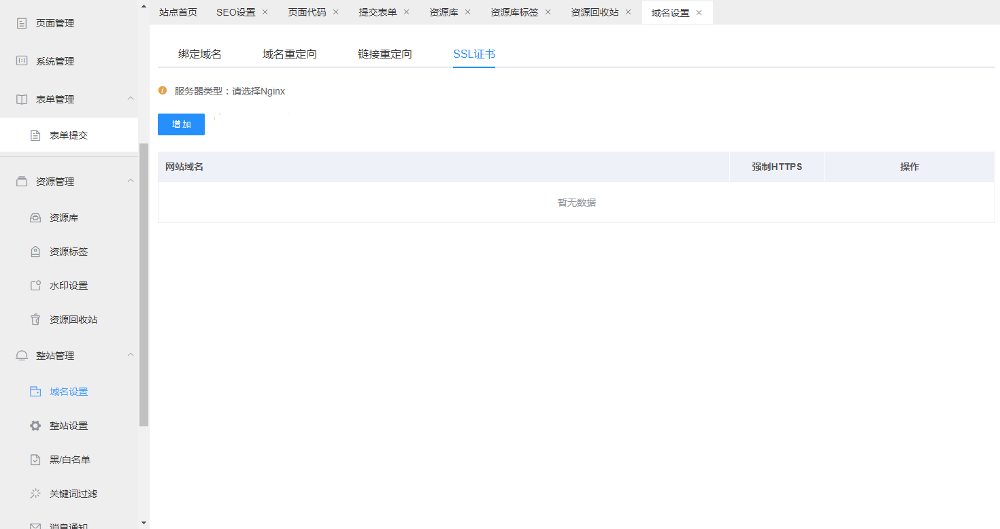 站点首页
SEO设置
页面代码
提交表单
资源库
资源库标签
资源回收站
域名设置
页面管理
系统管理
表单管理
表单提交
资源管理
资源库
资源标签
水印设置
资源回收站
整站管理
域名设置
整站设置
黑/白名单
关键词过滤
消息通知
绑定域名
域名重定向
链接重定向
SSL证书
服务器类型：请选择Nginx
增加
网站域名
强制HTTPS
操作
暂无数据